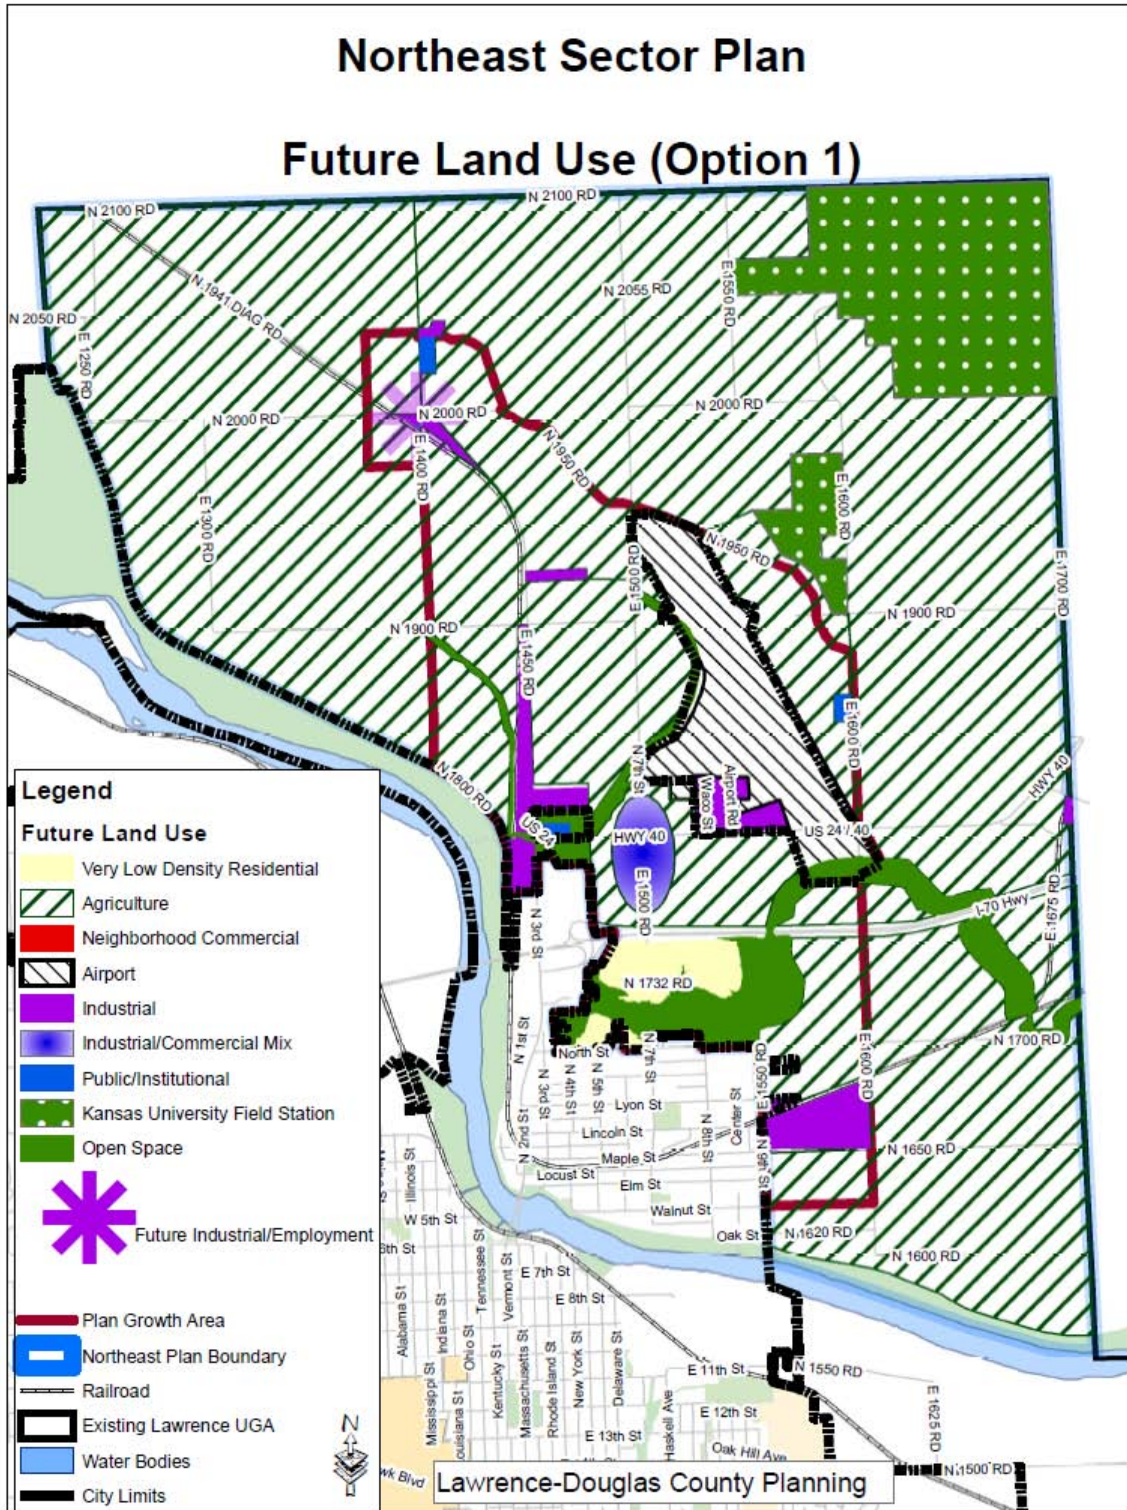 Northeast Sector Plan
Future Land Use (Option 1)
N 2100 RD
N 2100 RD
N 1941 DIAG RD
N 2055 RD
E 1550 RD
N 2050 RD
E 1250 RD
N 2000 RD
N 2000 RD
N 2000 RD
N 1950 RD
E 1400 RD
E 1300 RD
E 1600 RD
N 1950 RD
E 1500 RD
E 1700 RD
N 1900 RD
N 1900 RD
E 1450 RD
E 1600 RD
N 7th St
Airport Rd
Waco St
HWY 40
N 1800 RD
US 24
HWY 40
US 24 / 40
E 1500 RD
E 1675 RD
I-70 Hwy
N 3rd St
N 1732 RD
N 1st St
North St
N 7th St
N 1700 RD
E 1600 RD
E 1550 RD
N 3rd St
N 4th St
N 5th St
Lyon St
Center St
N 8th St
Lincoln St
N 2nd St
Maple St
N 9th St
N 1650 RD
Locust St
Elm St
Illinois St
Walnut St
W 5th St
Oak St
N 1620 RD
N 1600 RD
6th St
Tennessee St
Vermont St
E 7th St
E 8th St
Alabama St
Indiana St
Ohio St
Kentucky St
Massachusetts St
Rhode Island St
New York St
Delaware St
E 11th St
N 1550 RD
Mississippi St
Louisiana St
Haskell Ave
E 12th St
E 13th St
Oak Hill Ave
E 1625 RD
N 1500 RD
wk Blvd
Legend
Future Land Use
Very Low Density Residential
Agriculture
Neighborhood Commercial
Airport
Industrial
Industrial/Commercial Mix
Public/Institutional
Kansas University Field Station
Open Space
Future Industrial/Employment
Plan Growth Area
Northeast Plan Boundary
Railroad
Existing Lawrence UGA
Water Bodies
City Limits
N
Lawrence-Douglas County Planning